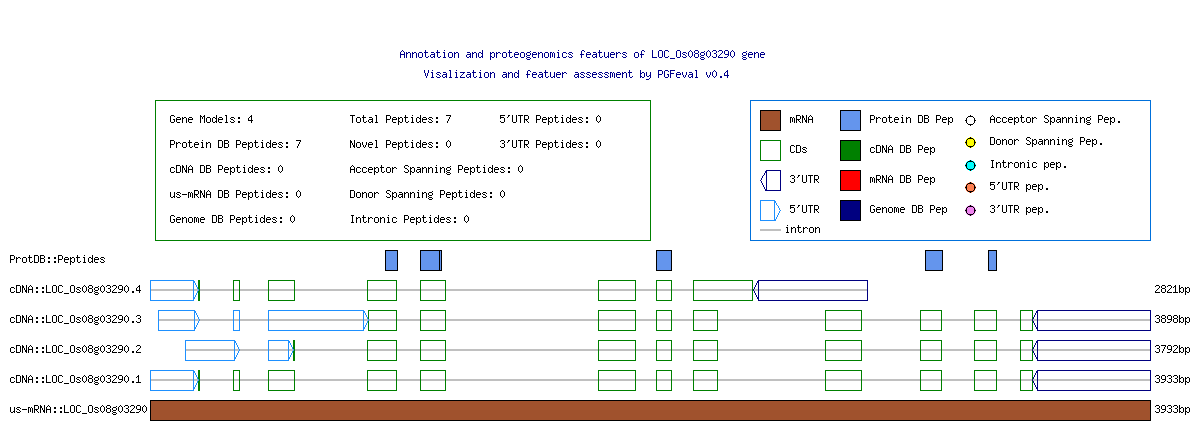 Annotation and proteogenomics featuers of LOC_Os08g03290 gene
Visalization and featuer assessment by PGFeval v0.4
Gene Models: 4 Total Peptides: 7 5'UTR Peptides: 0
Protein DB Peptides: 7 Novel Peptides: 0 3'UTR Peptides: 0
cDNA DB Peptides: 0 Acceptor Spanning Peptides: 0
us-mRNA DB Peptides: 0 Donor Spanning Peptides: 0
Genome DB Peptides: 0 Intronic Peptides: 0
mRNA Protein DB Pep Acceptor Spanning Pep.
CDs cDNA DB Pep Donor Spanning Pep.
3'UTR mRNA DB Pep Intronic pep.
5'UTR Genome DB Pep 5'UTR pep.
intron 3'UTR pep.
ProtDB::Peptides
cDNA::LOC_Os08g03290.4 2821bp
cDNA::LOC_Os08g03290.3 3898bp
cDNA::LOC_Os08g03290.2 3792bp
cDNA::LOC_Os08g03290.1 3933bp
us-mRNA::LOC_Os08g03290 3933bp